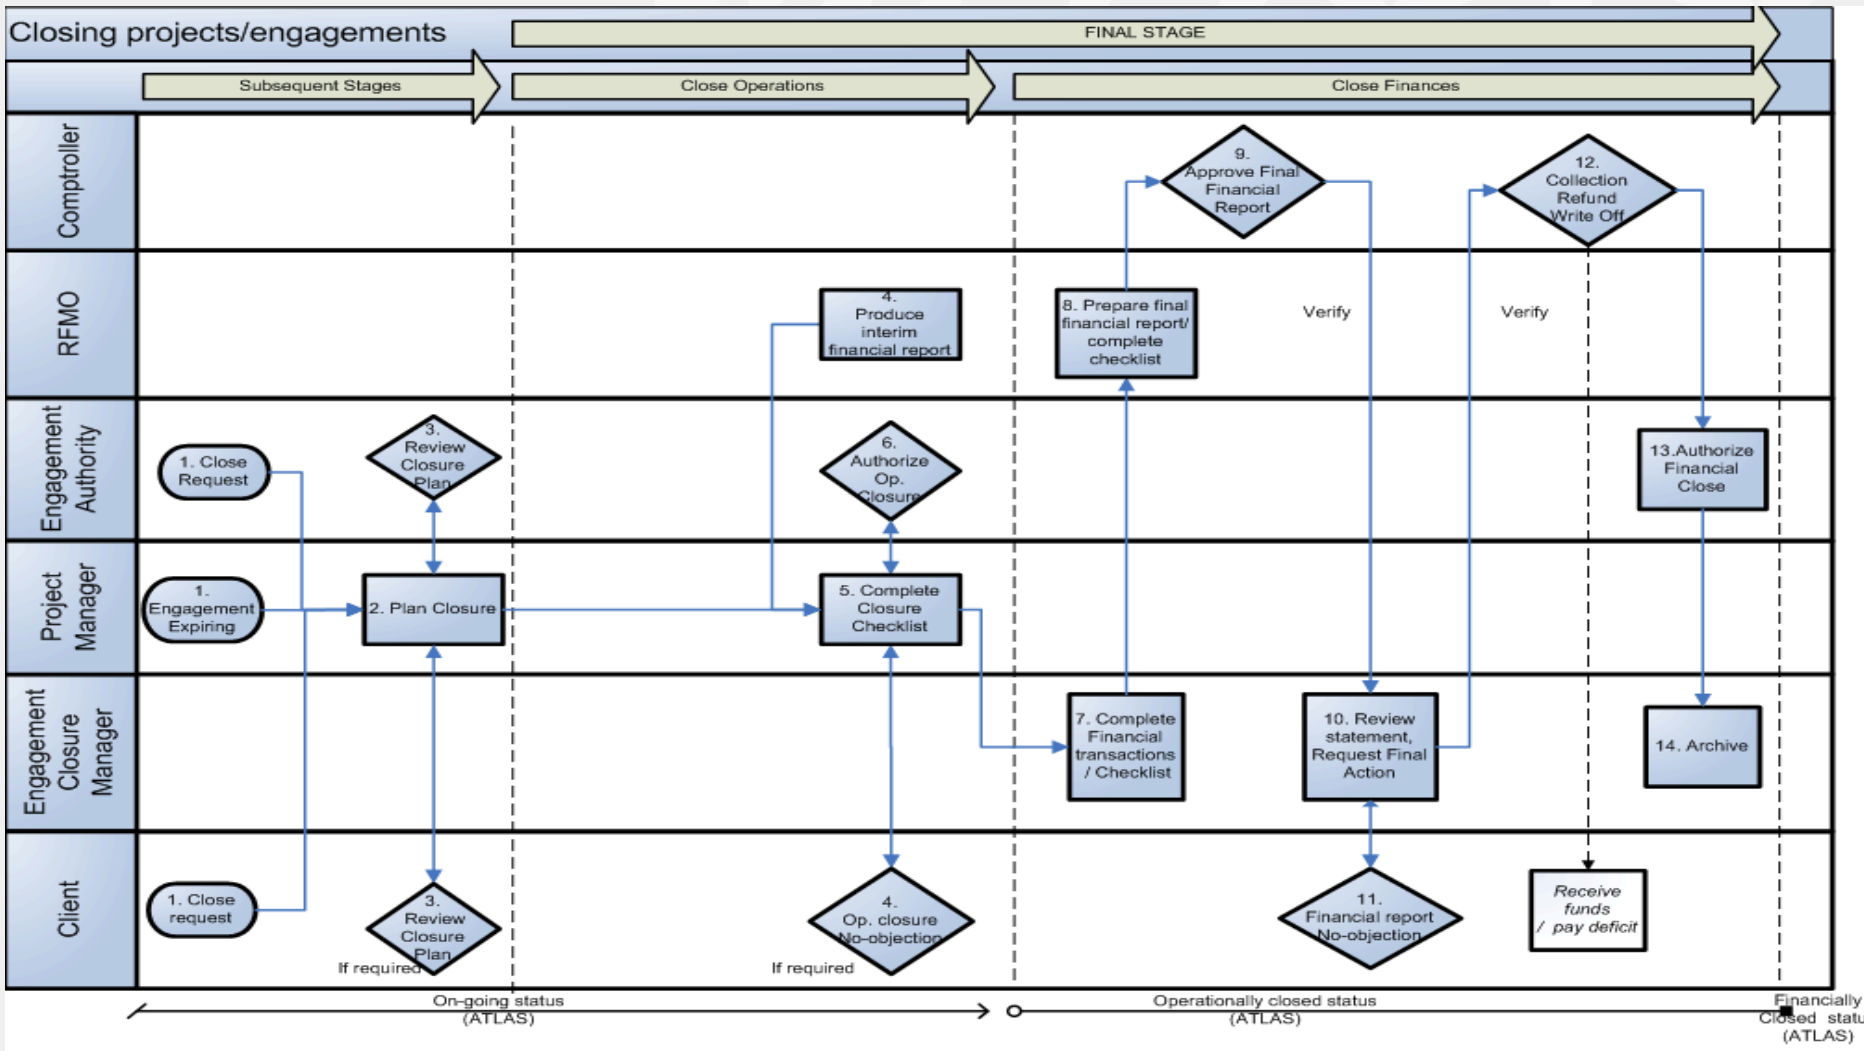 Closing projects/engagements
FINAL STAGE
Subsequent Stages
Close Operations
Close Finances
Comptroller
9.
Approve Final
Financial
Report
12.
Collection
Refund
Write Off
RFMO
4.
Produce
interim
financial report
8. Prepare final
financial report/
complete
checklist
Verify
Verify
Engagement
Authority
1. Close
Request
3.
Review
Closure
Plan
6.
Authorize
Op.
Closure
13.Authorize
Financial
Close
Project
Manager
1.
Engagement
Expiring
2. Plan Closure
5. Complete
Closure
Checklist
Engagement
Closure
Manager
7. Complete
Financial
transactions
/ Checklist
10. Review
statement,
Request Final
Action
14. Archive
Client
1. Close
request
3.
Review
Closure
Plan
If required
4.
Op. closure
No-objection
If required
11.
Financial report
No-objection
Receive
funds
/ pay deficit
On-going status
(ATLAS)
Operationally closed status
(ATLAS)
Financially
Closed statu
(ATLAS)